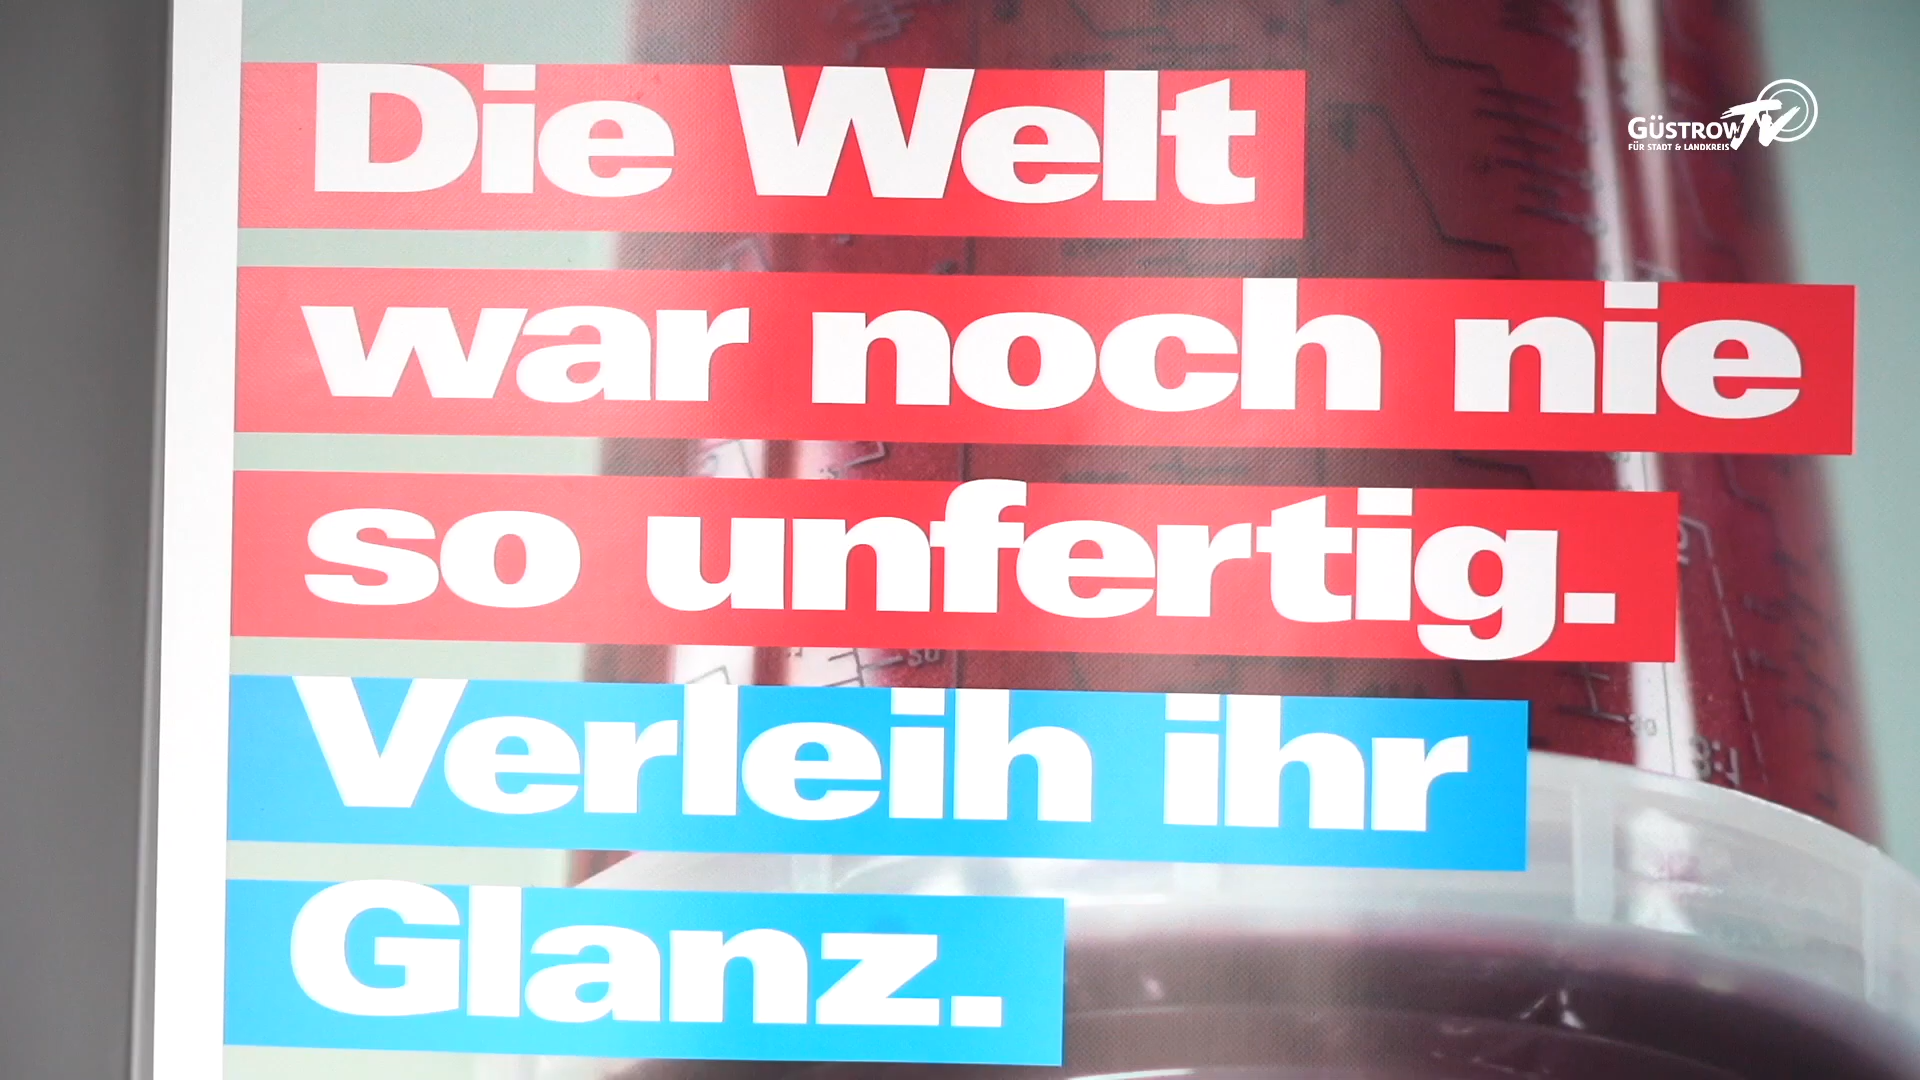 Die Welt
GÜSTROW TV
FÜR STADT & LANDKREIS
war noch nie
so unfertig.
Verleih ihr
Glanz.